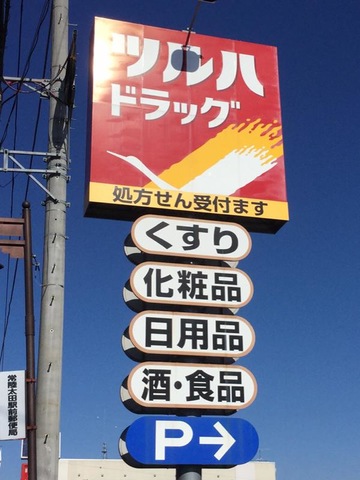 ツルハ
ドラッグ
処方せん受付ます
くすり
化粧品
日用品
酒・食品
P→
常陸太田駅前郵便局